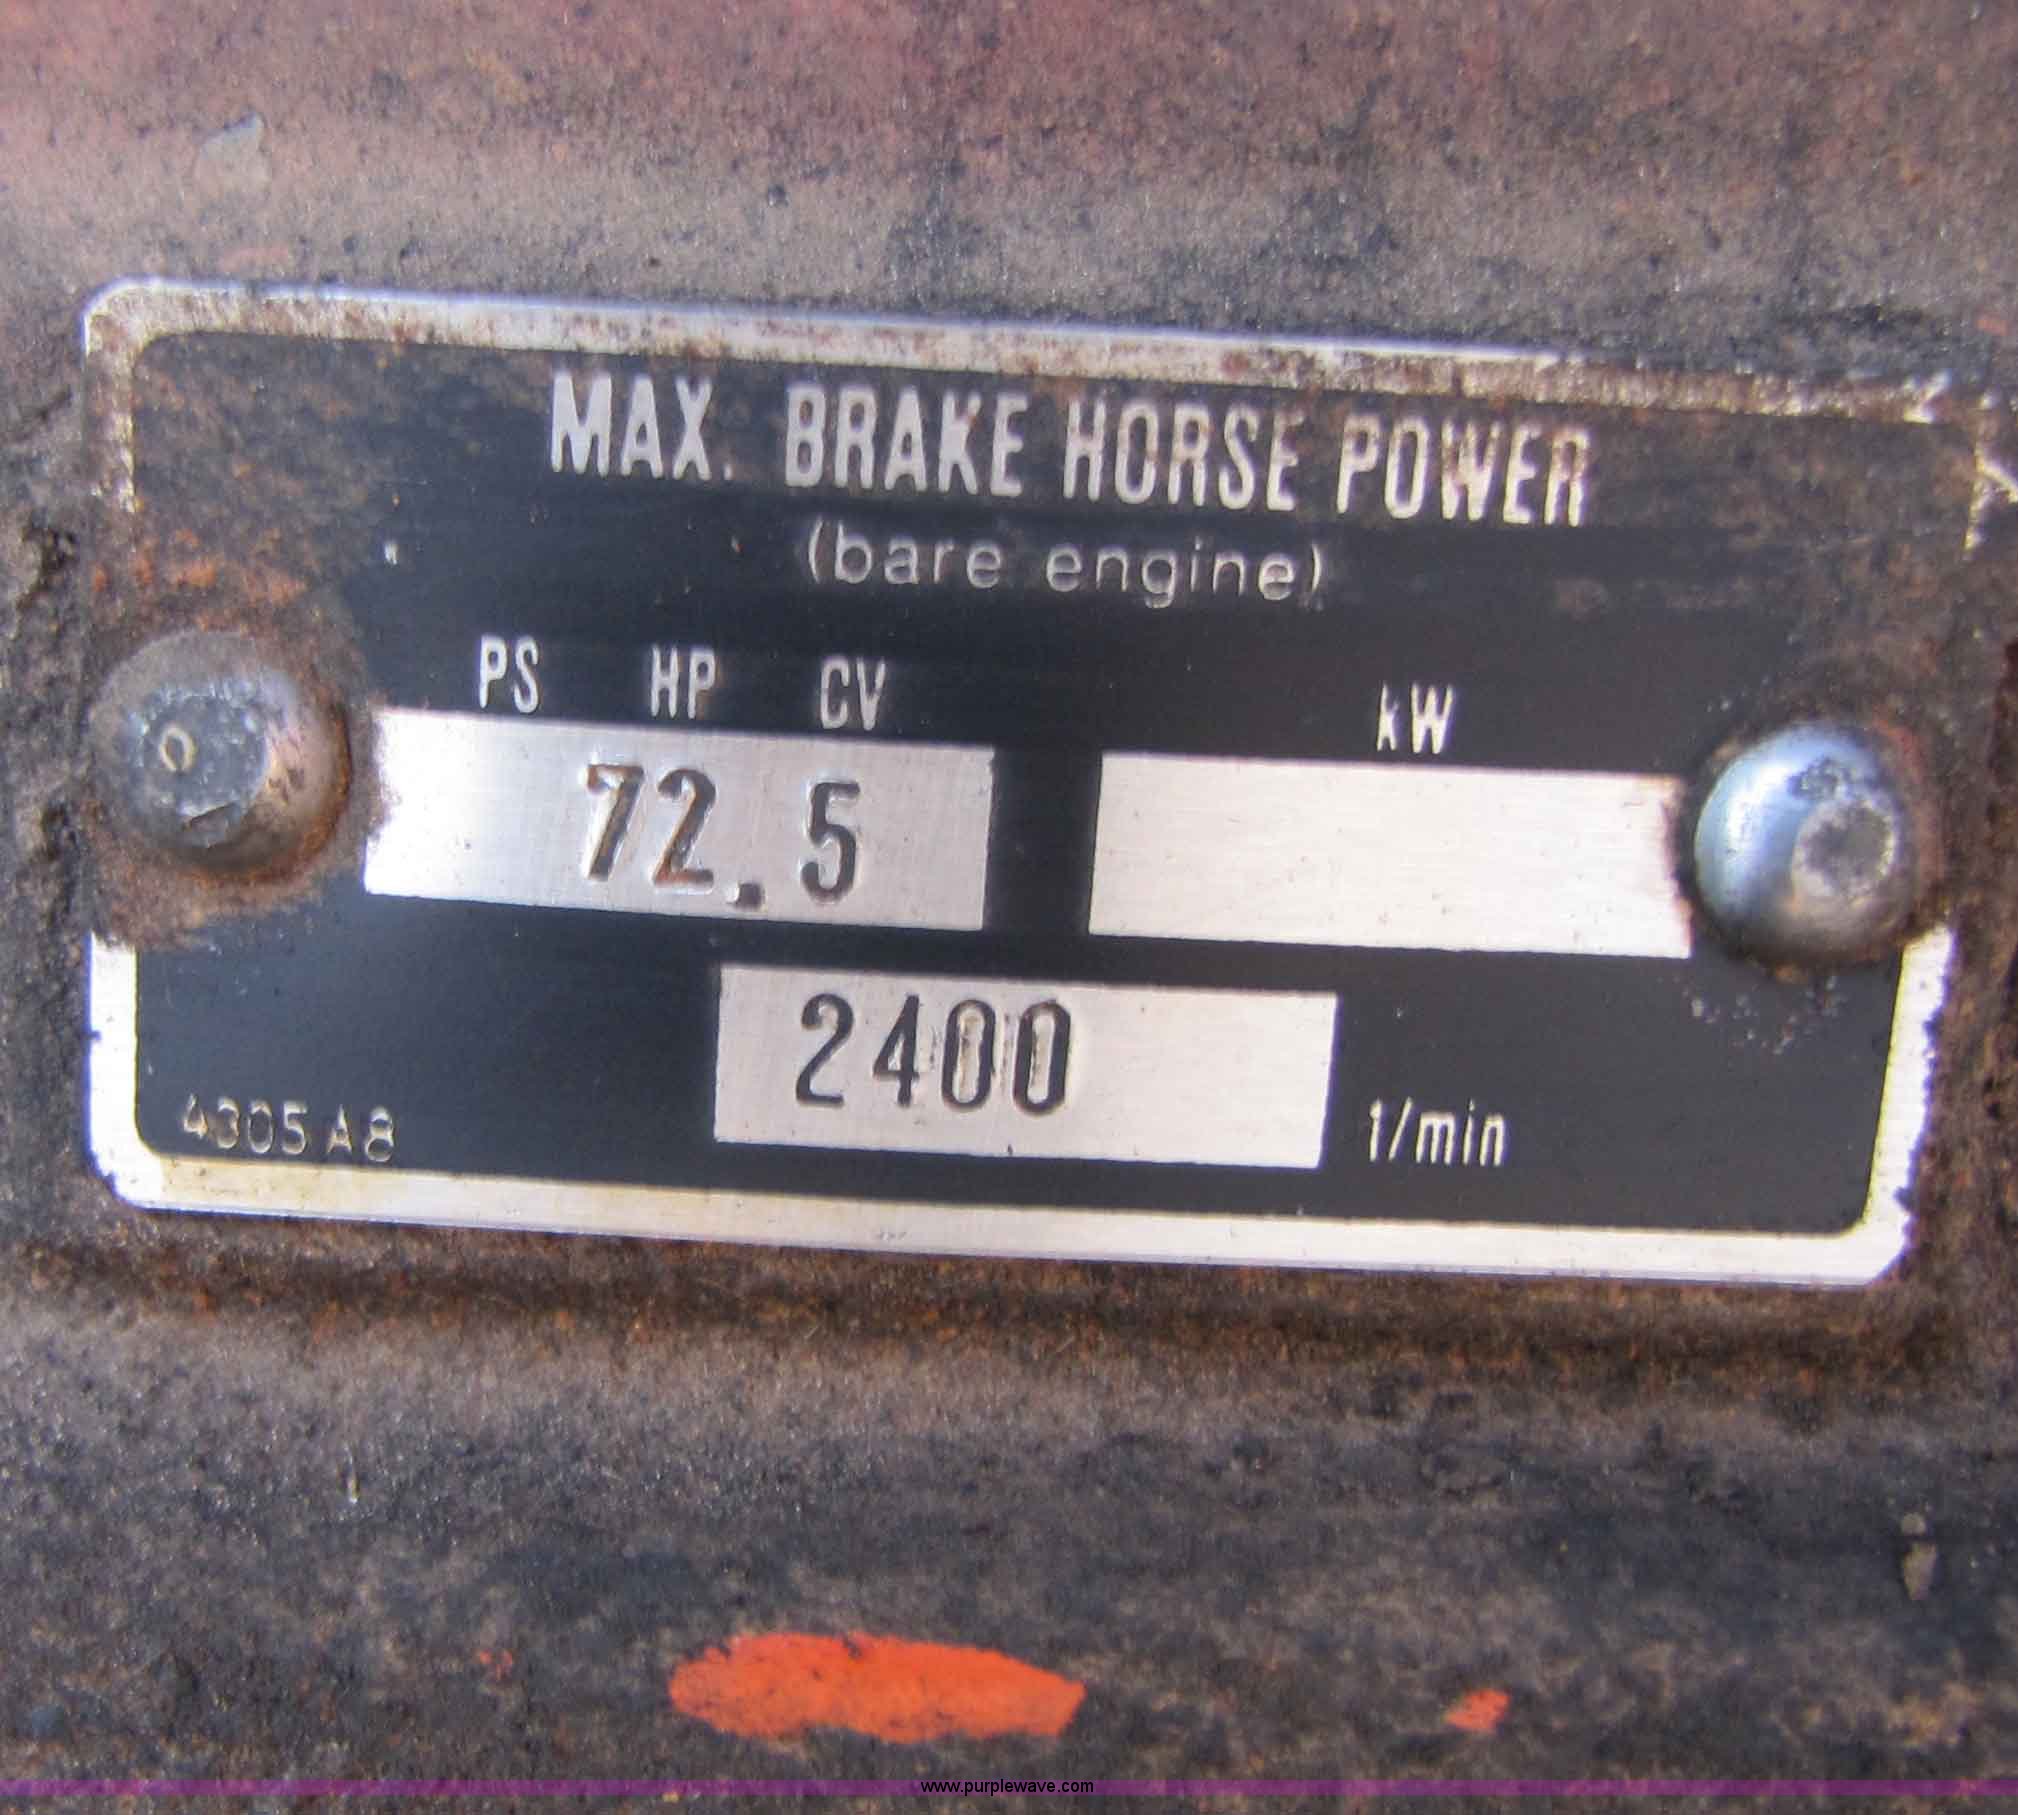 MAX. BRAKE HORSE POWER
(bare engine)
PS HP CV kW
72.5
2400 1/min
4305 A8
www.purplewave.com